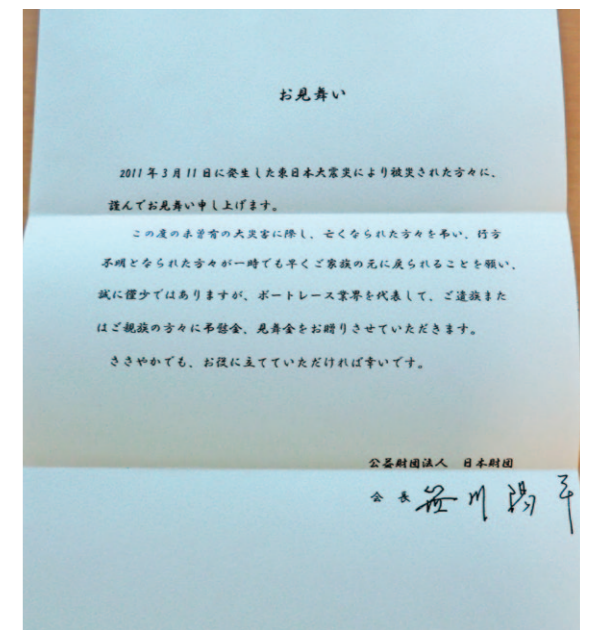 お見舞い
2011年3月11日に発生した東日本大震災により被災された方々に、
謹んでお見舞い申し上げます。
この度の未曽有の大災害に際し、亡くなられた方々を弔い、行方
不明となられた方々が一時でも早くご家族の元に戻られることを願い、
誠に僅少ではありますが、ボートレース業界を代表して、ご遺族また
はご親族の方々に弔慰金、見舞金をお贈りさせていただきます。
ささやかでも、お役に立てていただければ幸いです。
公益財団法人 日本財団
会長 笹川陽平